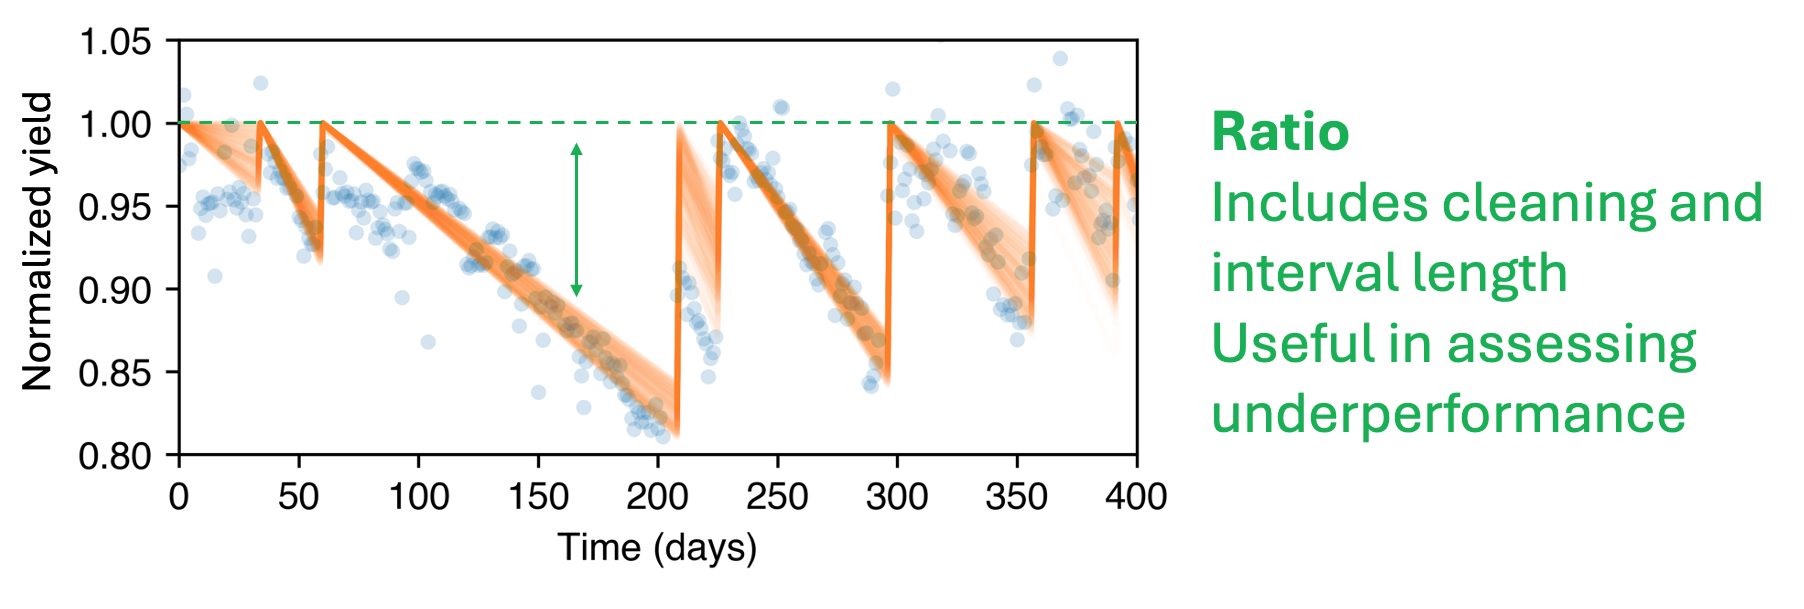 1.05
1.00
0.95
0.90
0.85
0.80
Normalized yield
0 50 100 150 200 250 300 350 400
Time (days)
Ratio
Includes cleaning and
interval length
Useful in assessing
underperformance